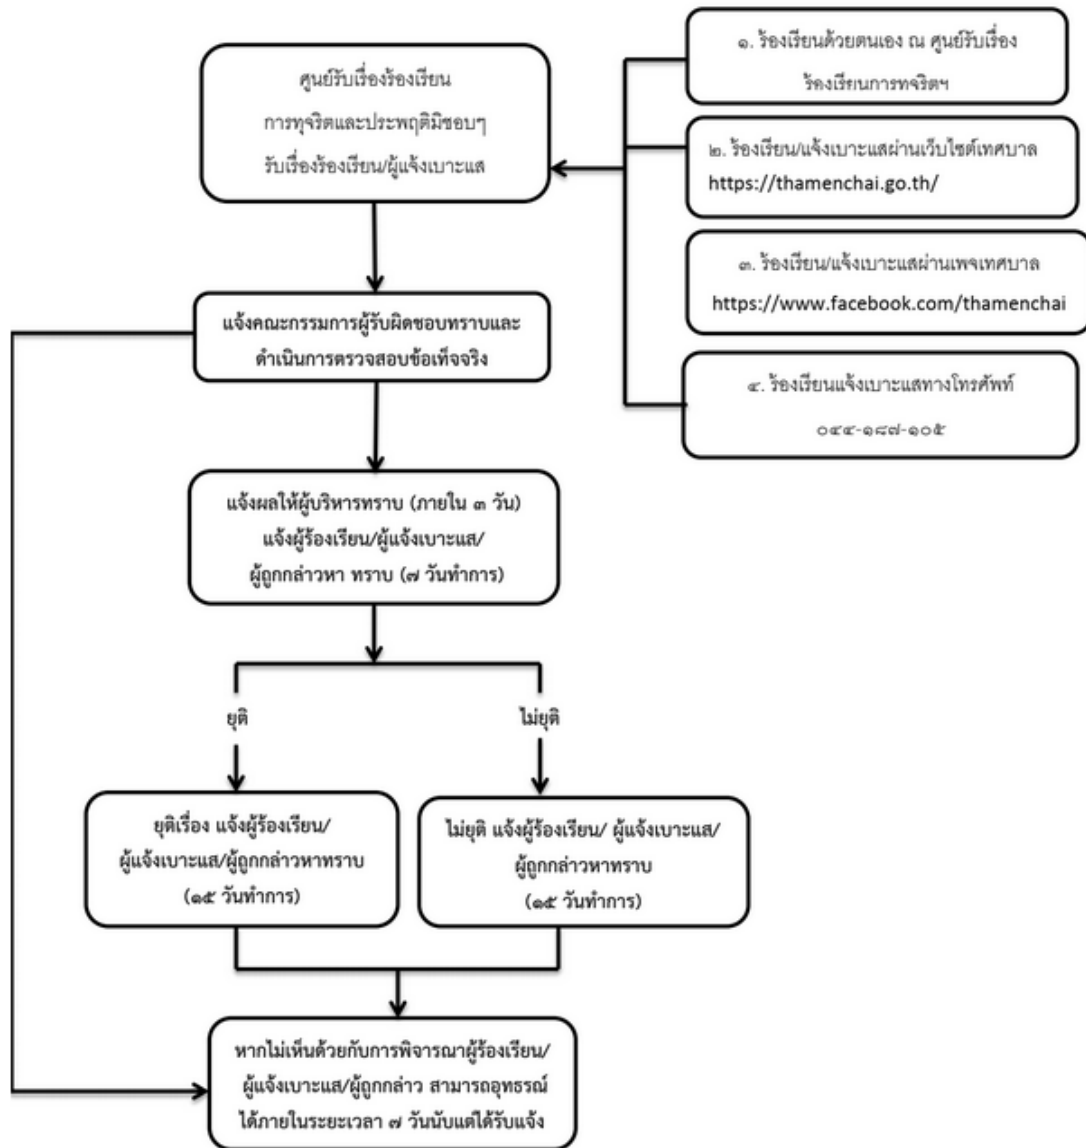 ศูนย์รับเรื่องร้องเรียน
การทุจริตและประพฤติมิชอบๆ
รับเรื่องร้องเรียน/ผู้แจ้งเบาะแส
๑. ร้องเรียนด้วยตนเอง ณ ศูนย์รับเรื่อง
ร้องเรียนการทจริตฯ
๒. ร้องเรียน/แจ้งเบาะแสผ่านเว็บไซต์เทศบาล
https://thamenchai.go.th/
๓. ร้องเรียน/แจ้งเบาะแสผ่านเพจเทศบาล
https://www.facebook.com/thamenchai
๔. ร้องเรียนแจ้งเบาะแสทางโทรศัพท์
๐๔๔-๑๘๗-๑๐๕
แจ้งคณะกรรมการผู้รับผิดชอบทราบและ
ดำเนินการตรวจสอบข้อเท็จจริง
แจ้งผลให้ผู้บริหารทราบ (ภายใน ๓ วัน)
แจ้งผู้ร้องเรียน/ผู้แจ้งเบาะแส/
ผู้ถูกกล่าวหา ทราบ (๗ วันทำการ)
ยุติ
ไม่ยุติ
ยุติเรื่อง แจ้งผู้ร้องเรียน/
ผู้แจ้งเบาะแส/ผู้ถูกกล่าวหาทราบ
(๑๕ วันทำการ)
ไม่ยุติ แจ้งผู้ร้องเรียน/ ผู้แจ้งเบาะแส/
ผู้ถูกกล่าวหาทราบ
(๑๕ วันทำการ)
หากไม่เห็นด้วยกับการพิจารณาผู้ร้องเรียน/
ผู้แจ้งเบาะแส/ผู้ถูกกล่าว สามารถอุทธรณ์
ได้ภายในระยะเวลา ๗ วันนับแต่ได้รับแจ้ง